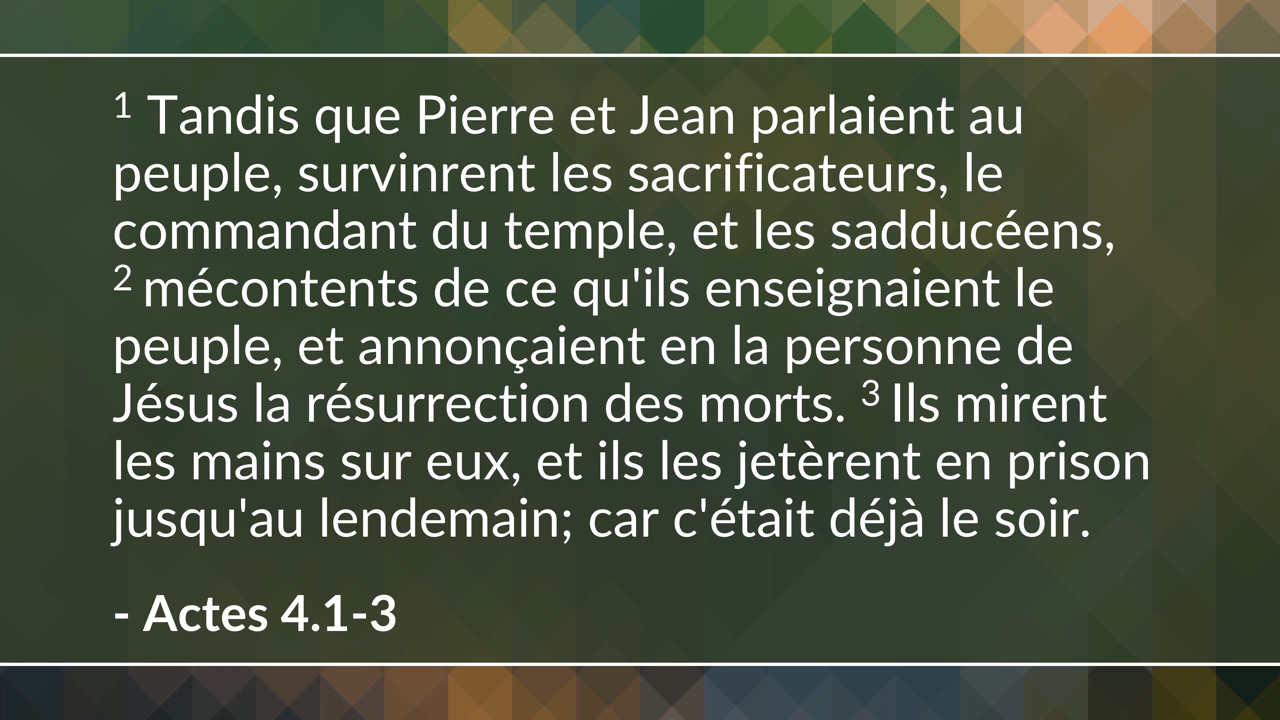 ¹ Tandis que Pierre et Jean parlaient au
peuple, survinrent les sacrificateurs, le
commandant du temple, et les sadducéens,
² mécontents de ce qu'ils enseignaient le
peuple, et annonçaient en la personne de
Jésus la résurrection des morts. ³ Ils mirent
les mains sur eux, et ils les jetèrent en prison
jusqu'au lendemain; car c'était déjà le soir.
- Actes 4.1-3